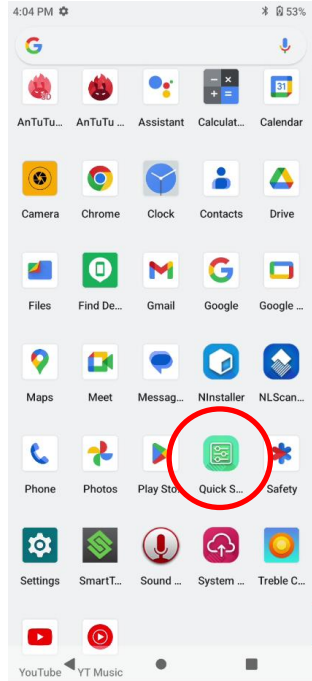 4:04 PM 53%
31
AnTuTu... AnTuTu ... Assistant Calculat... Calendar
Camera Chrome Clock Contacts Drive
Files Find De... Gmail Google Google ...
Maps Meet Messag... NInstaller NLScan...
Phone Photos Play Sto... Quick S... Safety
Settings SmartT... Sound ... System ... Treble C...
YouTube YT Music